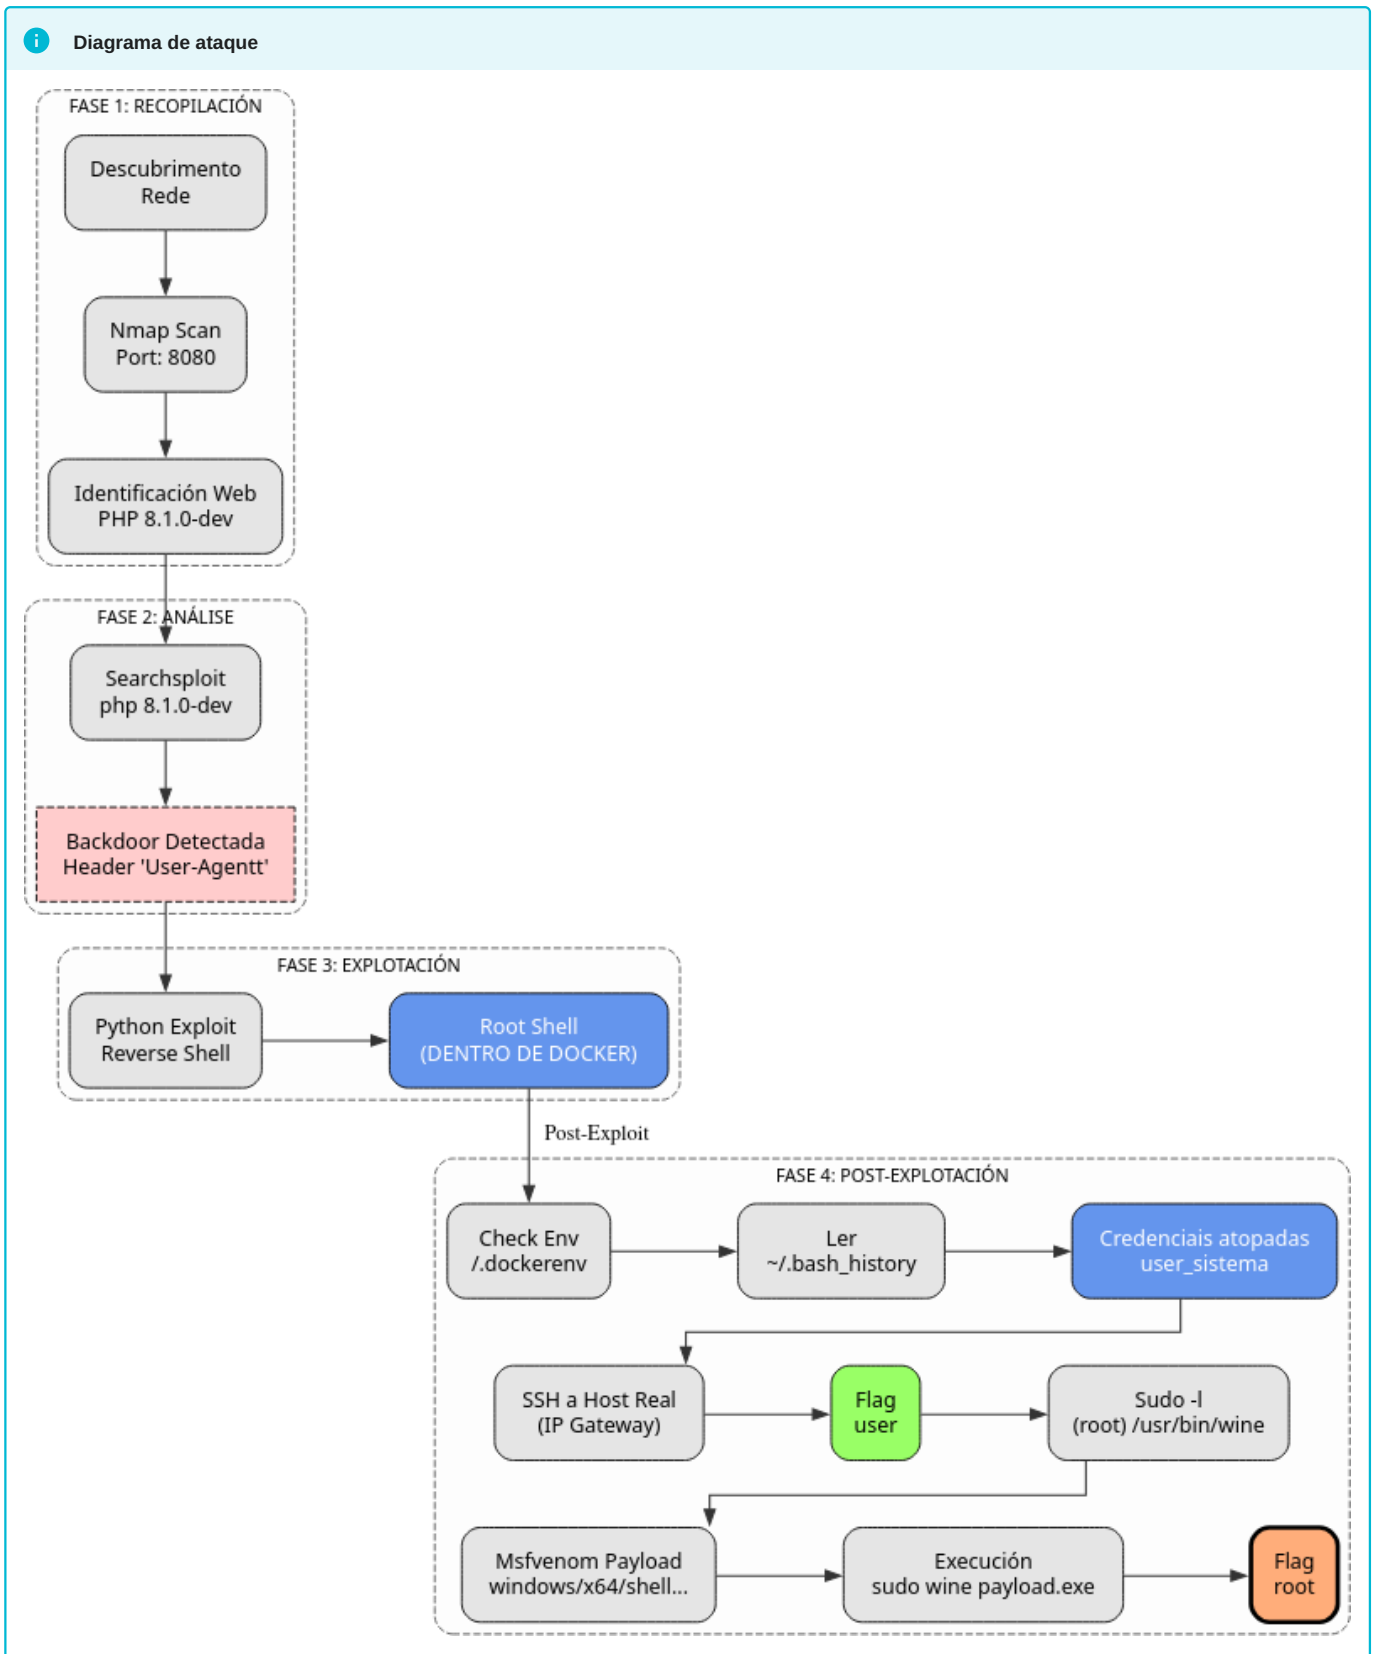 Diagrama de ataque
FASE 1: RECOPILACIÓN
Descubrimento
Rede
Nmap Scan
Port: 8080
Identificación Web
PHP 8.1.0-dev
FASE 2: ANÁLISE
Searchsploit
php 8.1.0-dev
Backdoor Detectada
Header 'User-Agentt'
FASE 3: EXPLOTACIÓN
Python Exploit
Reverse Shell
Root Shell
(DENTRO DE DOCKER)
Post-Exploit
FASE 4: POST-EXPLOTACIÓN
Check Env
/.dockerenv
Ler
~/.bash_history
Credenciais atopadas
user_sistema
SSH a Host Real
(IP Gateway)
Flag
user
Sudo -l
(root) /usr/bin/wine
Msfvenom Payload
windows/x64/shell...
Execución
sudo wine payload.exe
Flag
root